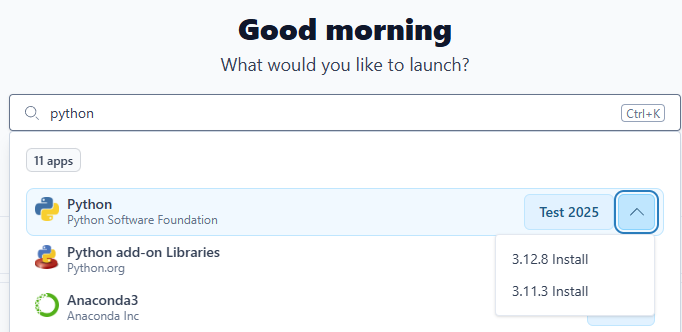 Good morning
What would you like to launch?
python Ctrl+K
11 apps
Python
Python Software Foundation
Test 2025
3.12.8 Install
3.11.3 Install
Python add-on Libraries
Python.org
Anaconda3
Anaconda Inc